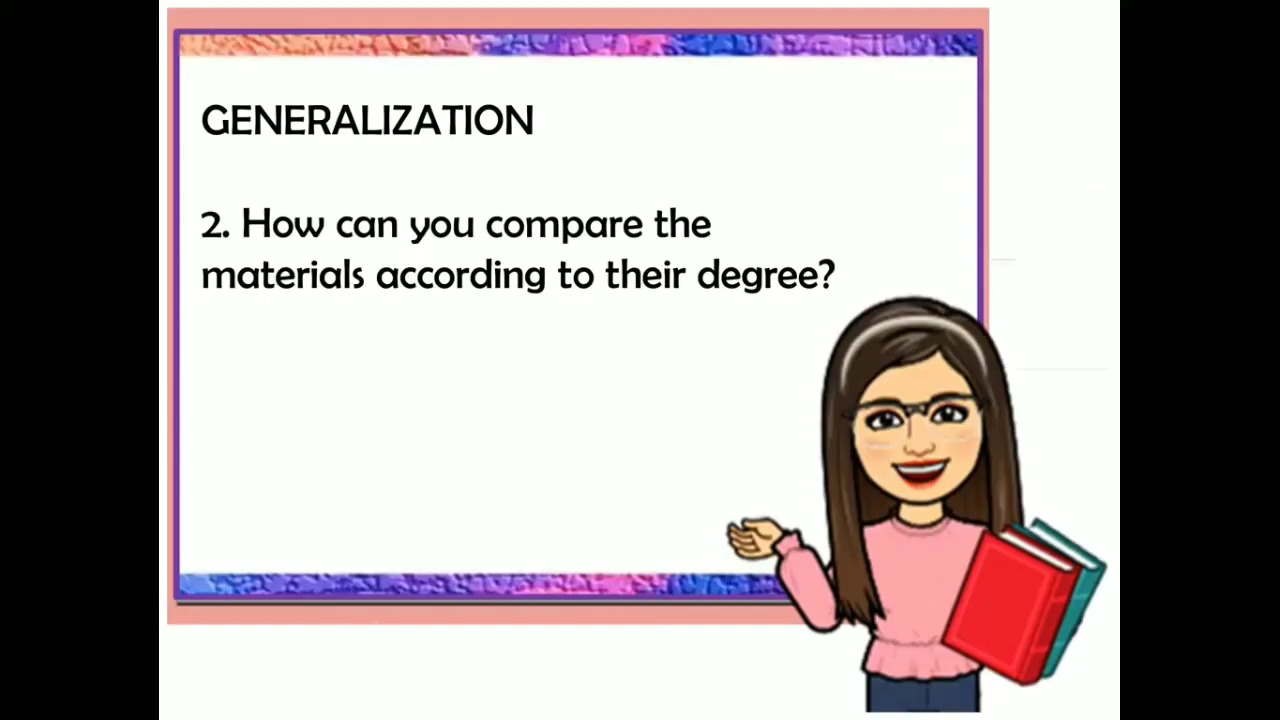 GENERALIZATION
2. How can you compare the
materials according to their degree?